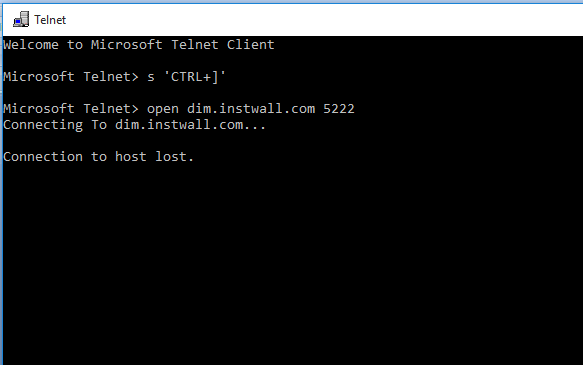 Telnet
Welcome to Microsoft Telnet Client
Microsoft Telnet> s 'CTRL+]'
Microsoft Telnet> open dim.instwall.com 5222
Connecting To dim.instwall.com...
Connection to host lost.